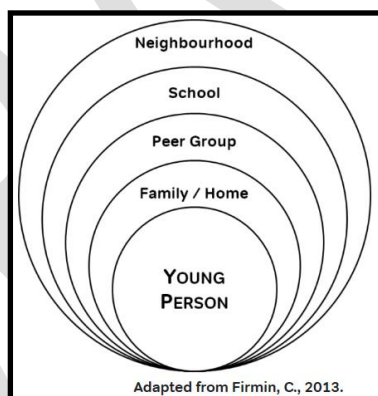 Neighbourhood
School
Peer Group
Family / Home
YOUNG
PERSON
Adapted from Firmin, C., 2013.